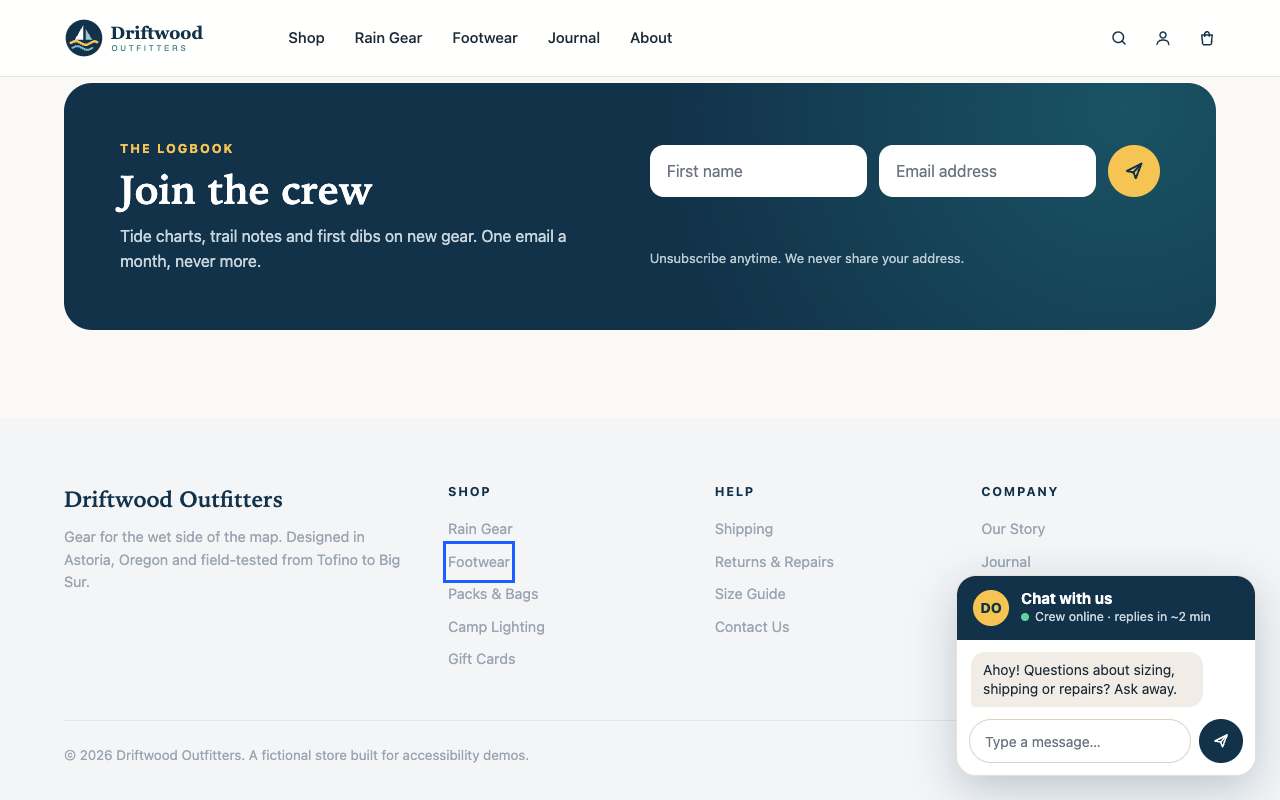 Driftwood
OUTFITTERS
Shop
Rain Gear
Footwear
Journal
About
THE LOGBOOK
Join the crew
Tide charts, trail notes and first dibs on new gear. One email a
month, never more.
First name
Email address
Unsubscribe anytime. We never share your address.
Driftwood Outfitters
Gear for the wet side of the map. Designed in
Astoria, Oregon and field-tested from Tofino to Big
Sur.
SHOP
Rain Gear
Footwear
Packs & Bags
Camp Lighting
Gift Cards
HELP
Shipping
Returns & Repairs
Size Guide
Contact Us
COMPANY
Our Story
Journal
DO
Chat with us
Crew online · replies in ~2 min
Ahoy! Questions about sizing,
shipping or repairs? Ask away.
Type a message...
© 2026 Driftwood Outfitters. A fictional store built for accessibility demos.